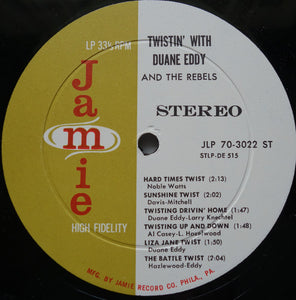 LP 33⅓ RPM
Jamie
HIGH FIDELITY
TWISTIN' WITH
DUANE EDDY
AND THE REBELS
STEREO
JLP 70-3022 ST
STLP-DE 515
HARD TIMES TWIST (2:13)
Noble Watts
SUNSHINE TWIST (2:02)
Davis-Mitchell
TWISTING DRIVIN' HOME (2:00)
Duane Eddy-Larry Knechtel
TWISTING UP AND DOWN (1:48)
Al Casey-L. Hazelwood
LIZA JANE TWIST (1:50)
Duane Eddy
THE BATTLE TWIST (2:04)
Hazlewood-Eddy
MFG. BY JAMIE RECORD CO. PHILA., PA.